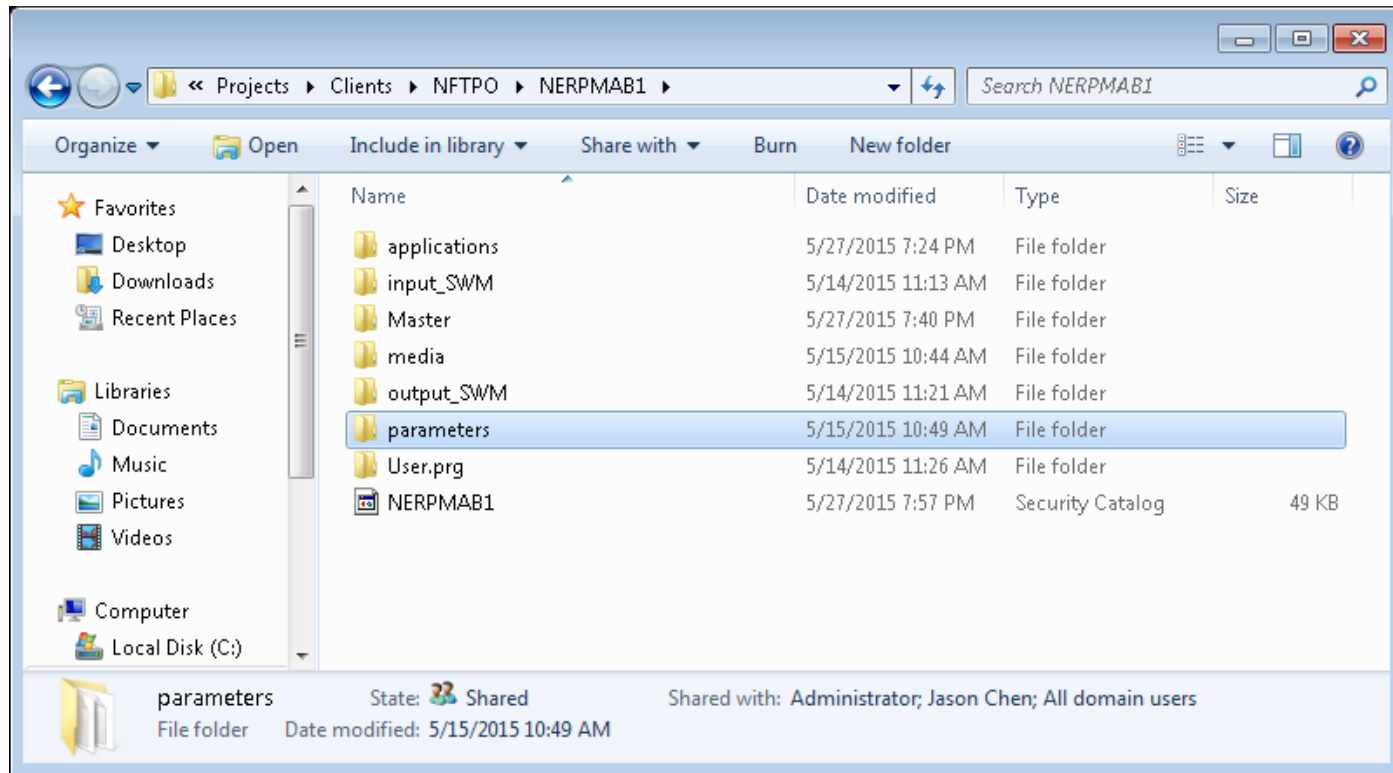 « Projects ▸ Clients ▸ NFTPO ▸ NERPMAB1 ▸ Search NERPMAB1
Organize ▾ Open Include in library ▾ Share with ▾ Burn New folder
Favorites
Desktop
Downloads
Recent Places
Libraries
Documents
Music
Pictures
Videos
Computer
Local Disk (C:)
Name Date modified Type Size
applications 5/27/2015 7:24 PM File folder
input_SWM 5/14/2015 11:13 AM File folder
Master 5/27/2015 7:40 PM File folder
media 5/15/2015 10:44 AM File folder
output_SWM 5/14/2015 11:21 AM File folder
parameters 5/15/2015 10:49 AM File folder
User.prg 5/14/2015 11:26 AM File folder
NERPMAB1 5/27/2015 7:57 PM Security Catalog 49 KB
parameters State: Shared Shared with: Administrator; Jason Chen; All domain users
File folder Date modified: 5/15/2015 10:49 AM